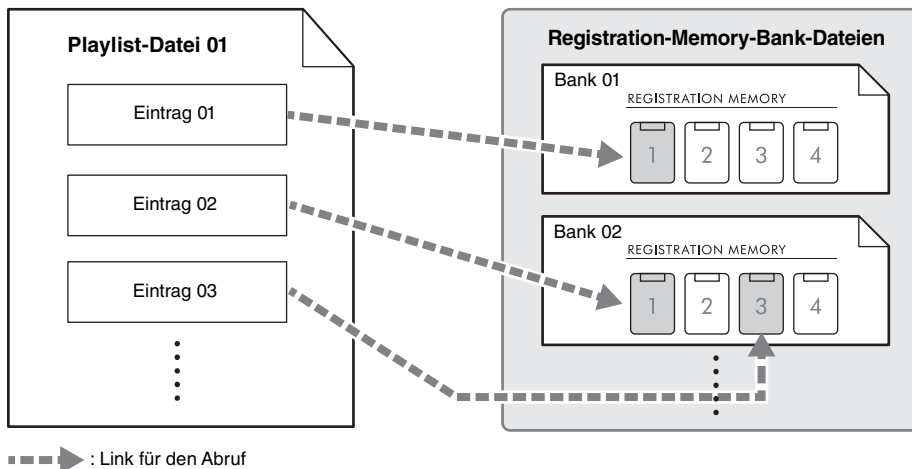 Playlist-Datei 01
Eintrag 01
Eintrag 02
Eintrag 03
Registration-Memory-Bank-Dateien
Bank 01
REGISTRATION MEMORY
1 2 3 4
Bank 02
REGISTRATION MEMORY
1 2 3 4
: Link für den Abruf